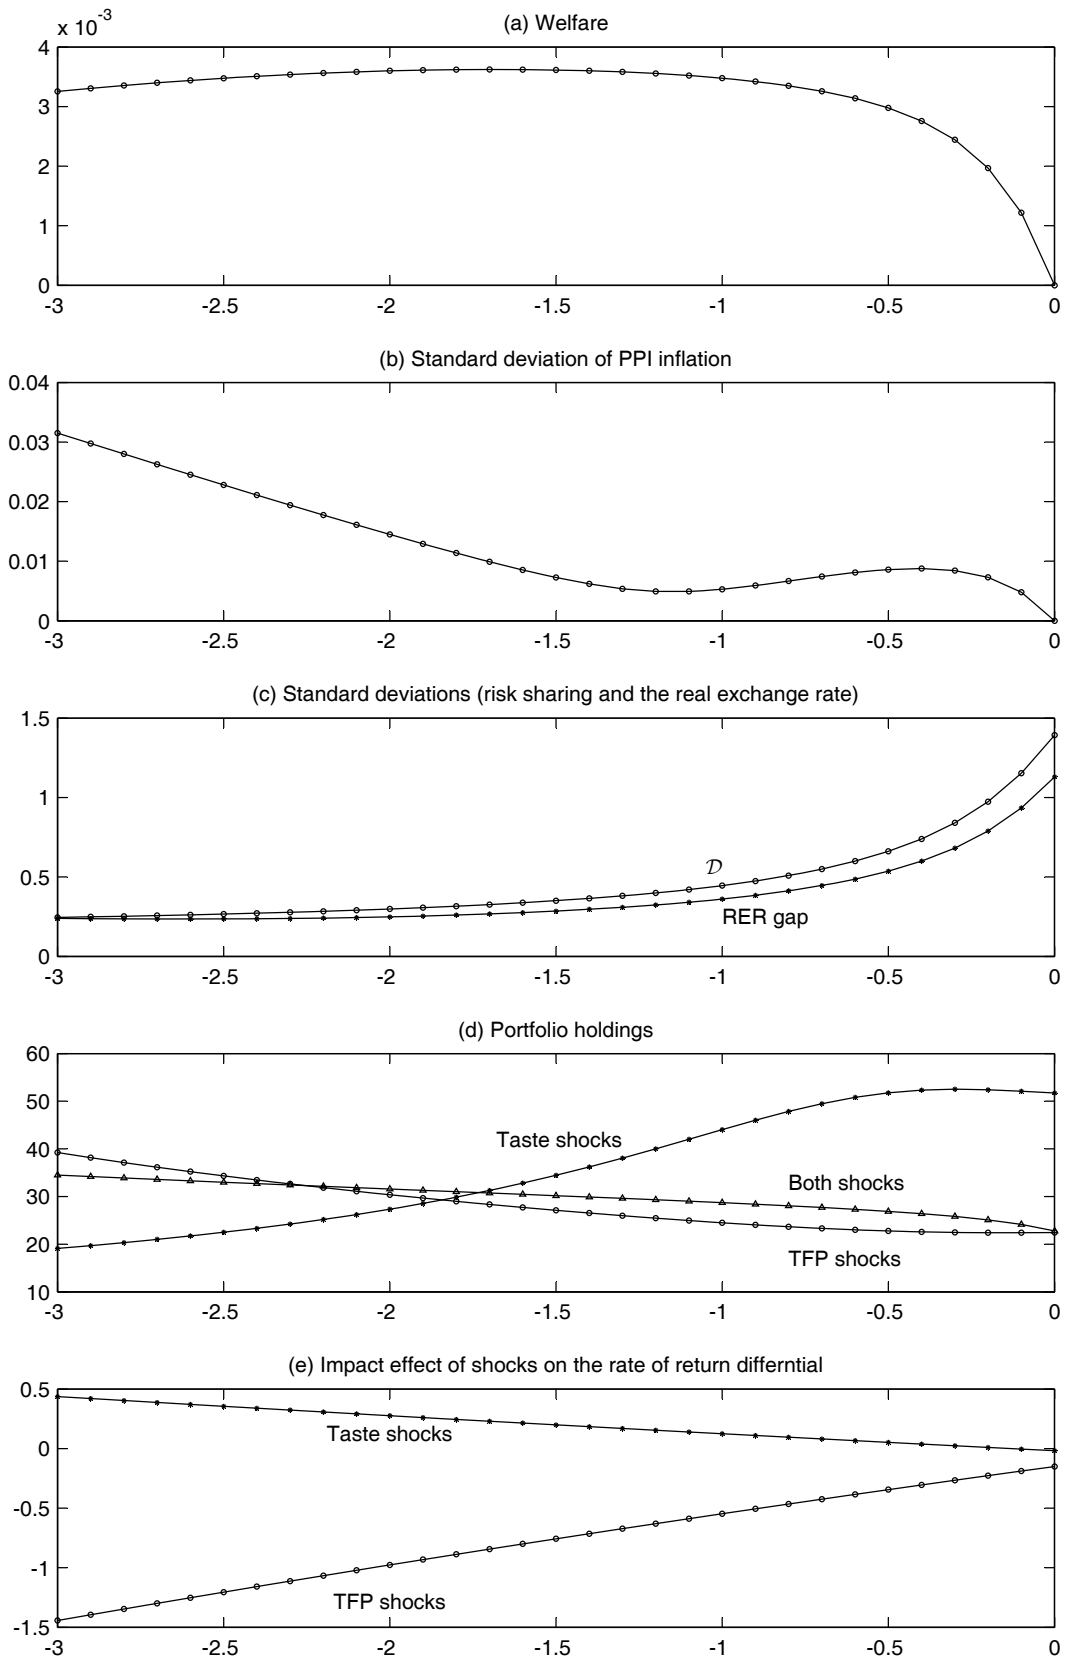 x 10^-3
(a) Welfare
4
3
2
1
0
-3 -2.5 -2 -1.5 -1 -0.5 0
(b) Standard deviation of PPI inflation
0.04
0.03
0.02
0.01
0
-3 -2.5 -2 -1.5 -1 -0.5 0
(c) Standard deviations (risk sharing and the real exchange rate)
1.5
1
0.5
0
𝒟
RER gap
-3 -2.5 -2 -1.5 -1 -0.5 0
(d) Portfolio holdings
60
50
40
30
20
10
Taste shocks
Both shocks
TFP shocks
-3 -2.5 -2 -1.5 -1 -0.5 0
(e) Impact effect of shocks on the rate of return differntial
0.5
0
-0.5
-1
-1.5
Taste shocks
TFP shocks
-3 -2.5 -2 -1.5 -1 -0.5 0